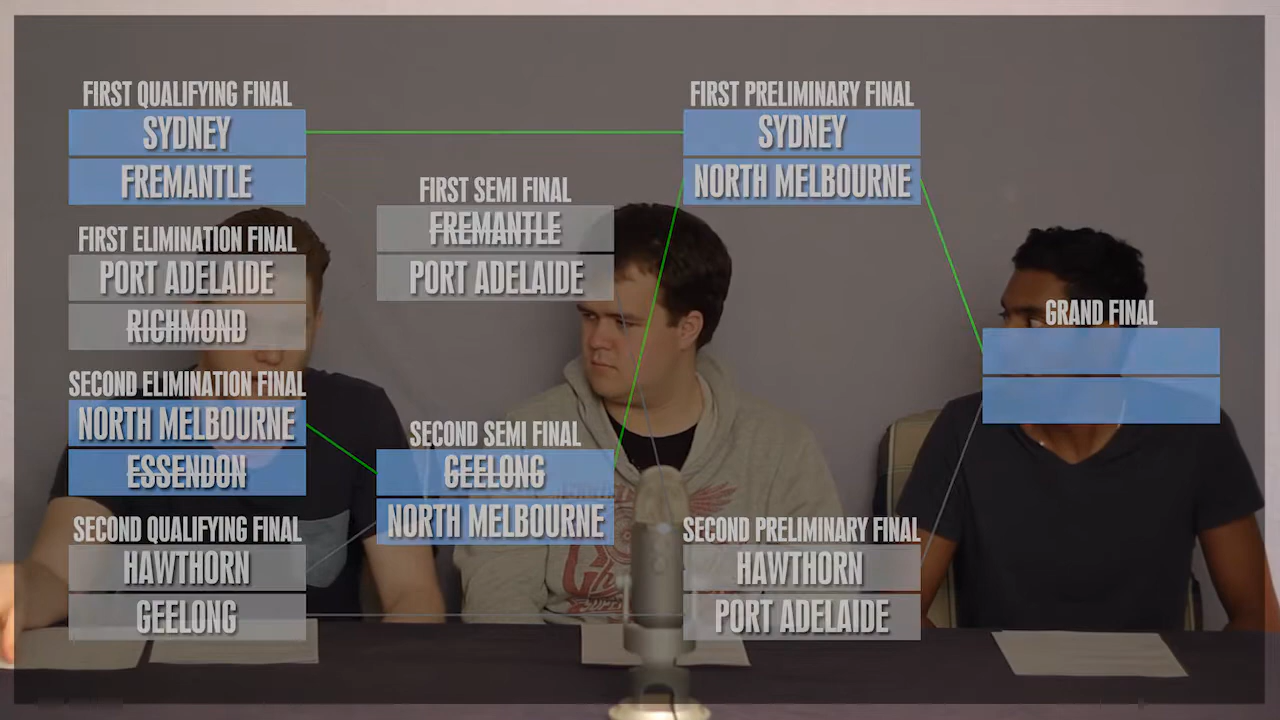 FIRST QUALIFYING FINAL
SYDNEY
FREMANTLE
FIRST ELIMINATION FINAL
PORT ADELAIDE
RICHMOND
SECOND ELIMINATION FINAL
NORTH MELBOURNE
ESSENDON
SECOND QUALIFYING FINAL
HAWTHORN
GEELONG
FIRST SEMI FINAL
FREMANTLE
PORT ADELAIDE
SECOND SEMI FINAL
GEELONG
NORTH MELBOURNE
FIRST PRELIMINARY FINAL
SYDNEY
NORTH MELBOURNE
SECOND PRELIMINARY FINAL
HAWTHORN
PORT ADELAIDE
GRAND FINAL